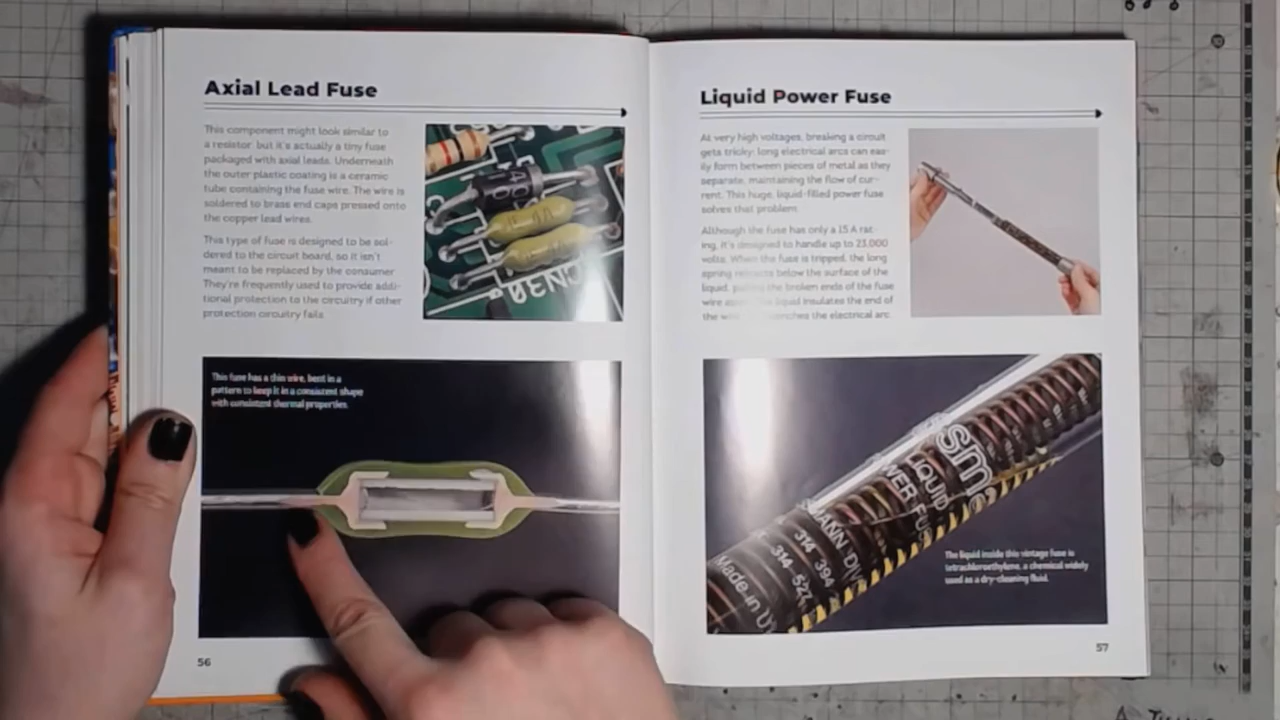 Axial Lead Fuse
This component might look similar to
a resistor, but it's actually a tiny fuse
packaged with axial leads. Underneath
the outer plastic coating is a ceramic
tube containing the fuse wire. The wire is
soldered to brass end caps pressed onto
the copper lead wires.
This type of fuse is designed to be sol-
dered to the circuit board, so it isn't
meant to be replaced by the consumer.
They're frequently used to provide addi-
tional protection to the circuitry if other
protection circuitry fails.
CN30
This fuse has a thin wire, bent in a
pattern to keep it in a consistent shape
with consistent thermal properties.
56
Liquid Power Fuse
At very high voltages, breaking a circuit
gets tricky: long electrical arcs can eas-
ily form between pieces of metal as they
separate, maintaining the flow of cur-
rent. This huge, liquid-filled power fuse
solves that problem.
Although the fuse has only a 15 A rat-
ing, it's designed to handle up to 23,000
volts. When the fuse is tripped, the long
spring retracts below the surface of the
liquid, pulling the broken ends of the fuse
wire liquid insulates the end of
the the electrical arc.
LIQUID
314 394
314 527
Made in
The liquid inside this vintage fuse is
tetrachloroethylene, a chemical widely
used as a dry-cleaning fluid.
57